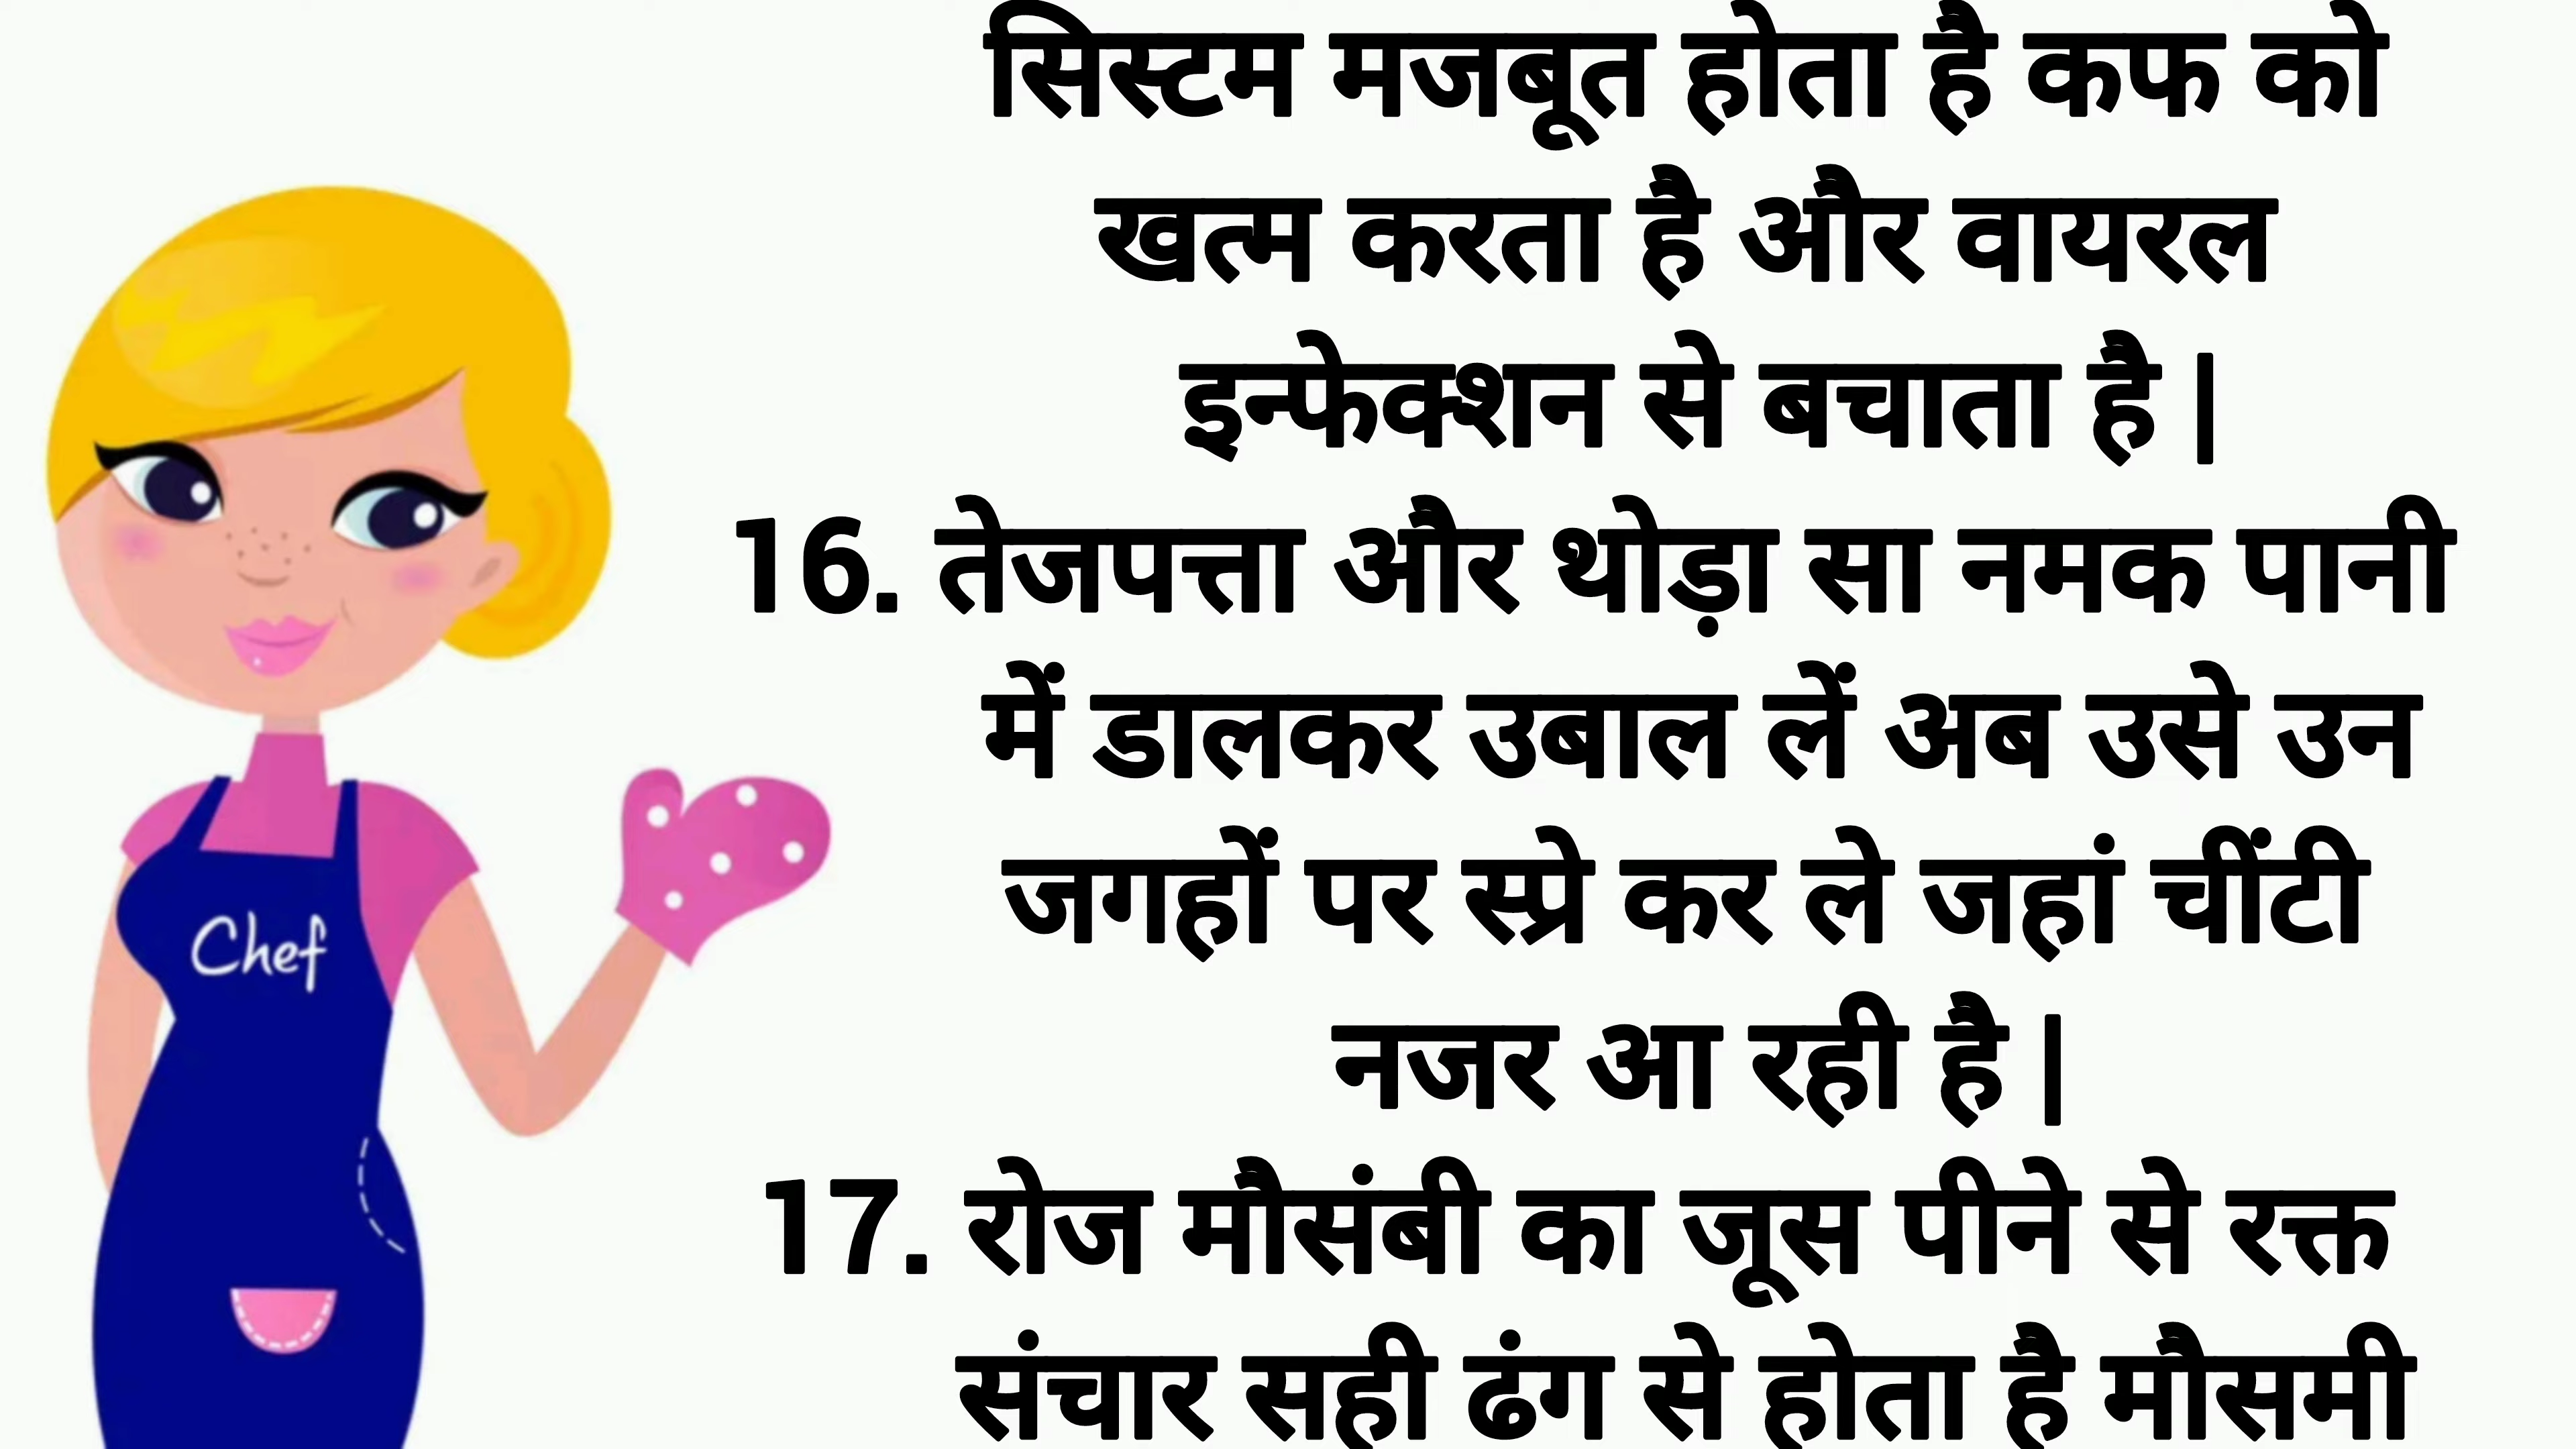 सिस्टम मजबूत होता है कफ को
खत्म करता है और वायरल
इन्फेक्शन से बचाता है |
16. तेजपत्ता और थोड़ा सा नमक पानी
में डालकर उबाल लें अब उसे उन
जगहों पर स्प्रे कर ले जहां चींटी
नजर आ रही है |
17. रोज मौसंबी का जूस पीने से रक्त
संचार सही ढंग से होता है मौसमी
Chef